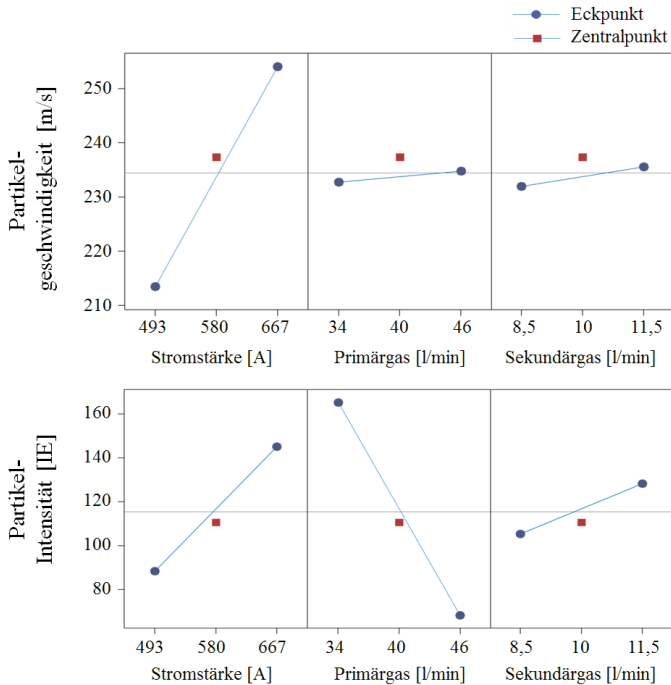 Eckpunkt
Zentralpunkt
Partikel-
geschwindigkeit [m/s]
250
240
230
220
210
493 580 667 34 40 46 8,5 10 11,5
Stromstärke [A] Primärgas [l/min] Sekundärgas [l/min]
Partikel-
Intensität [IE]
160
140
120
100
80
493 580 667 34 40 46 8,5 10 11,5
Stromstärke [A] Primärgas [l/min] Sekundärgas [l/min]